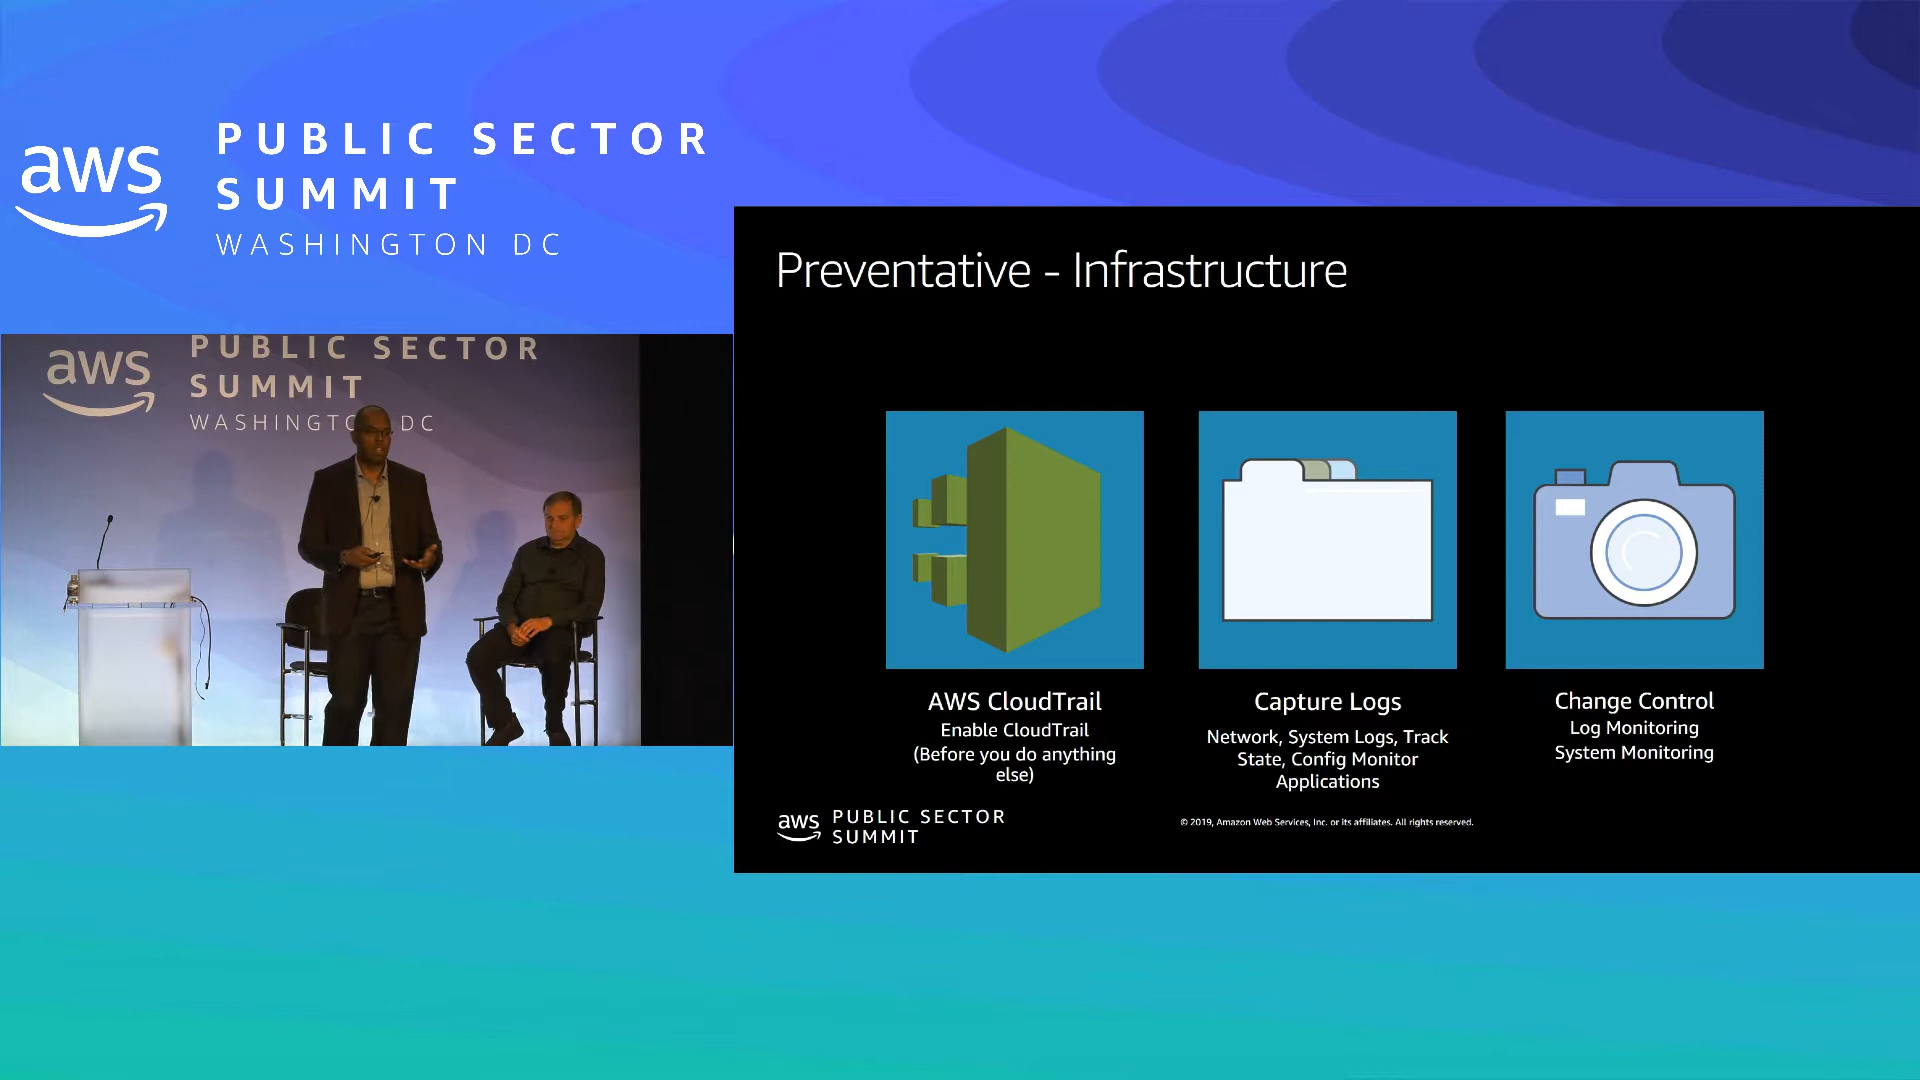 aws
PUBLIC SECTOR
SUMMIT
WASHINGTON DC
aws
PUBLIC SECTOR
SUMMIT
WASHINGTO DC
Preventative - Infrastructure
AWS CloudTrail
Enable CloudTrail
(Before you do anything
else)
Capture Logs
Network, System Logs, Track
State, Config Monitor
Applications
Change Control
Log Monitoring
System Monitoring
aws
PUBLIC SECTOR
SUMMIT
© 2019, Amazon Web Services, Inc. or its affiliates. All rights reserved.